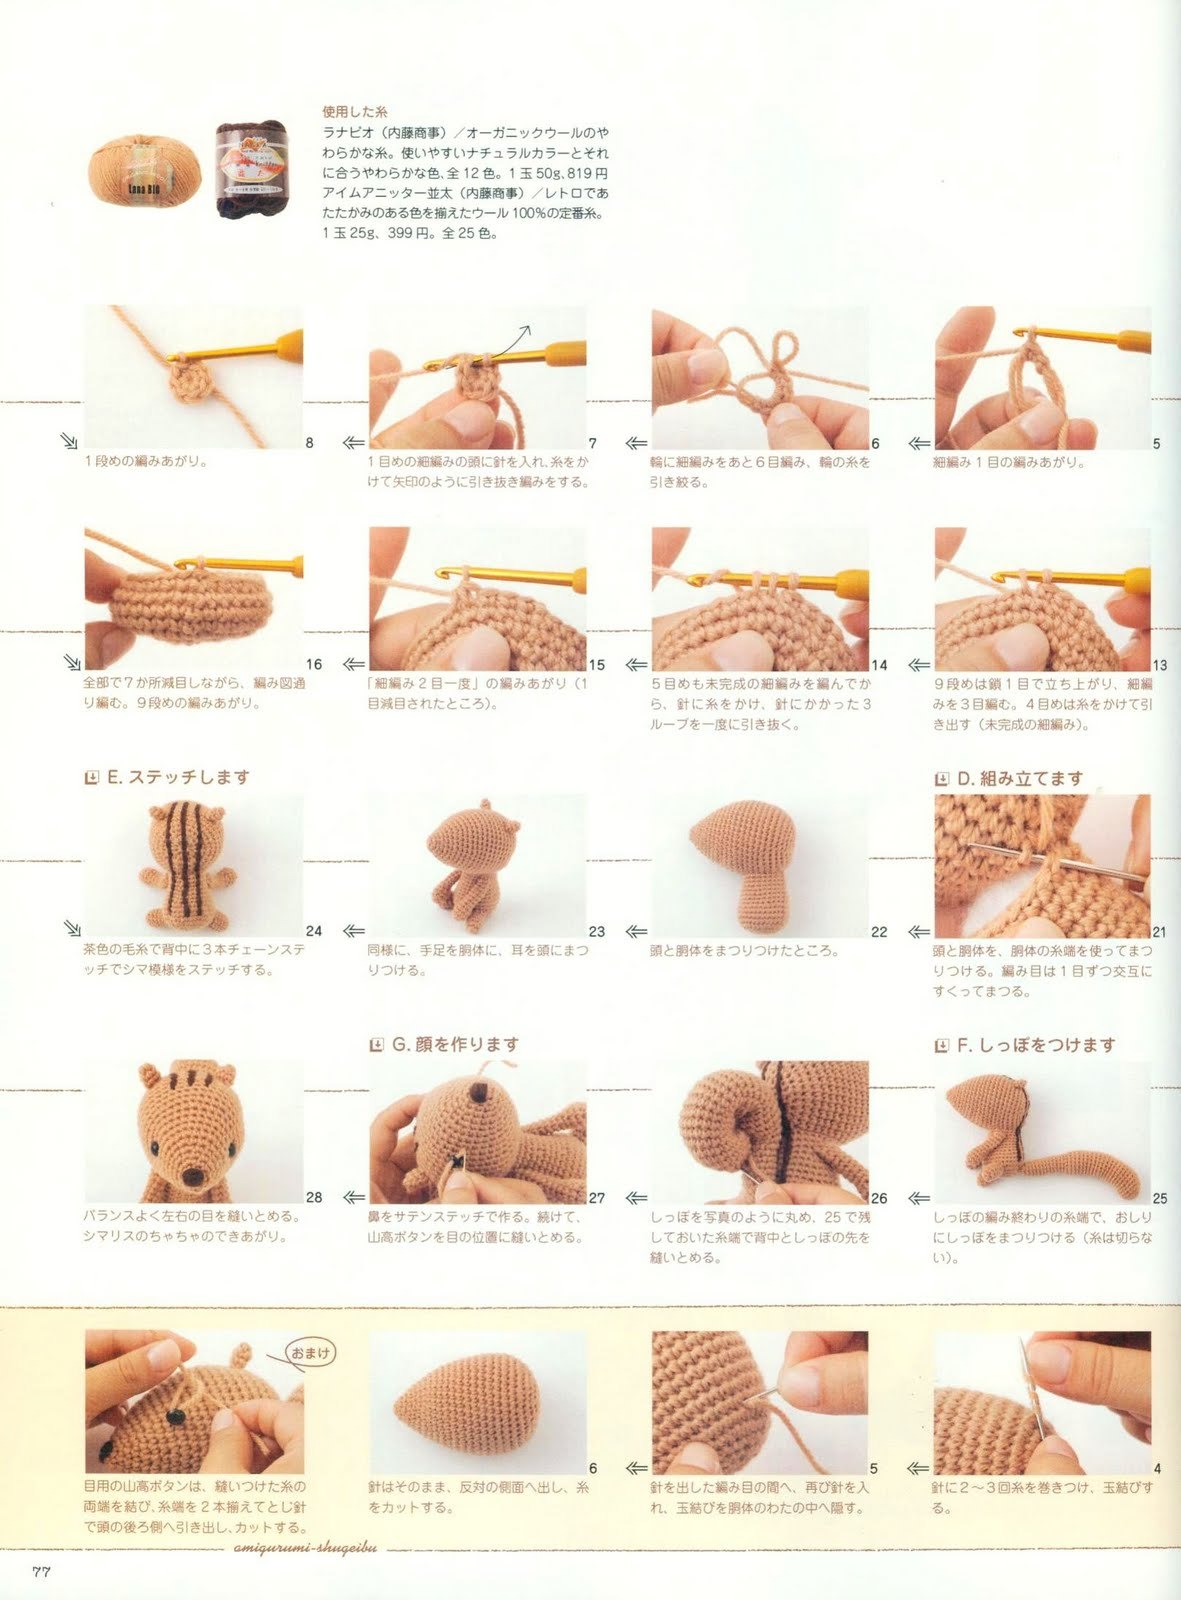 使用した糸
ラナビオ（内藤商事）／オーガニックウールのや
わらかな糸。使いやすいナチュラルカラーとそれ
に合うやわらかな色、全12色。1玉50g、819円
アイムアニッター並太（内藤商事）／レトロであ
たたかみのある色を揃えたウール100%の定番糸。
1玉25g、399円。全25色。
Lana BIO
並太
5
細編み1目の編みあがり。
6
輪に細編みをあと6目編み、輪の糸を
引き絞る。
7
1目めの細編みの頭に針を入れ、糸をか
けて矢印のように引き抜き編みをする。
8
1段めの編みあがり。
13
9段めは鎖1目で立ち上がり、細編
みを3目編む。4目めは糸をかけて引
き出す（未完成の細編み）。
14
5目めも未完成の細編みを編んでか
ら、針に糸をかけ、針にかかった3
ループを一度に引き抜く。
15
「細編み2目一度」の編みあがり（1
目減目されたところ）。
16
全部で7か所減目しながら、編み図通
り編む。9段めの編みあがり。
D. 組み立てます
21
頭と胴体を、胴体の糸端を使ってまつ
りつける。編み目は1目ずつ交互に
すくってまつる。
22
頭と胴体をまつりつけたところ。
23
同様に、手足を胴体に、耳を頭にまつ
りつける。
E. ステッチします
24
茶色の毛糸で背中に3本チェーンステ
ッチでシマ模様をステッチする。
F. しっぽをつけます
25
しっぽの編み終わりの糸端で、おしり
にしっぽをまつりつける（糸は切らな
い）。
26
しっぽを写真のように丸め、25で残
しておいた糸端で背中としっぽの先を
縫いとめる。
G. 顔を作ります
27
鼻をサテンステッチで作る。続けて、
山高ボタンを目の位置に縫いとめる。
28
バランスよく左右の目を縫いとめる。
シマリスのちゃちゃのできあがり。
4
針に2〜3回糸を巻きつけ、玉結びす
る。
5
針を出した編み目の間へ、再び針を入
れ、玉結びを胴体のわたの中へ隠す。
6
針はそのまま、反対の側面へ出し、糸
をカットする。
おまけ
目用の山高ボタンは、縫いつけた糸の
両端を結び、糸端を2本揃えてとじ針
で頭の後ろ側へ引き出し、カットする。
amigurumi-shugeibu
77